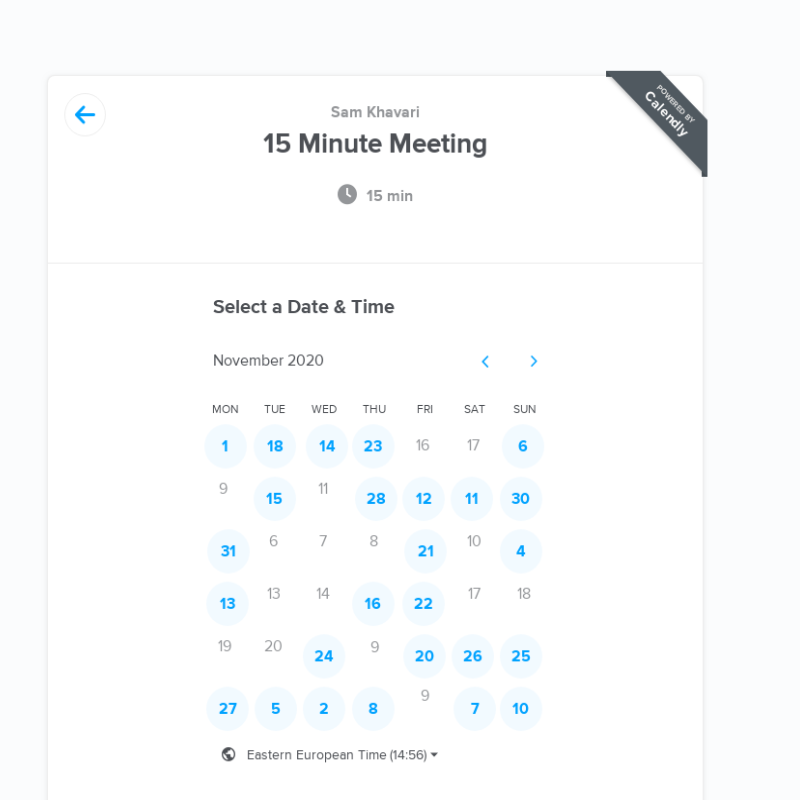 POWERED BY
Calendly
Sam Khavari
15 Minute Meeting
15 min
Select a Date & Time
November 2020
MON TUE WED THU FRI SAT SUN
1 18 14 23 16 17 6
9 15 11 28 12 11 30
31 6 7 8 21 10 4
13 13 14 16 22 17 18
19 20 24 9 20 26 25
27 5 2 8 9 7 10
Eastern European Time (14:56)